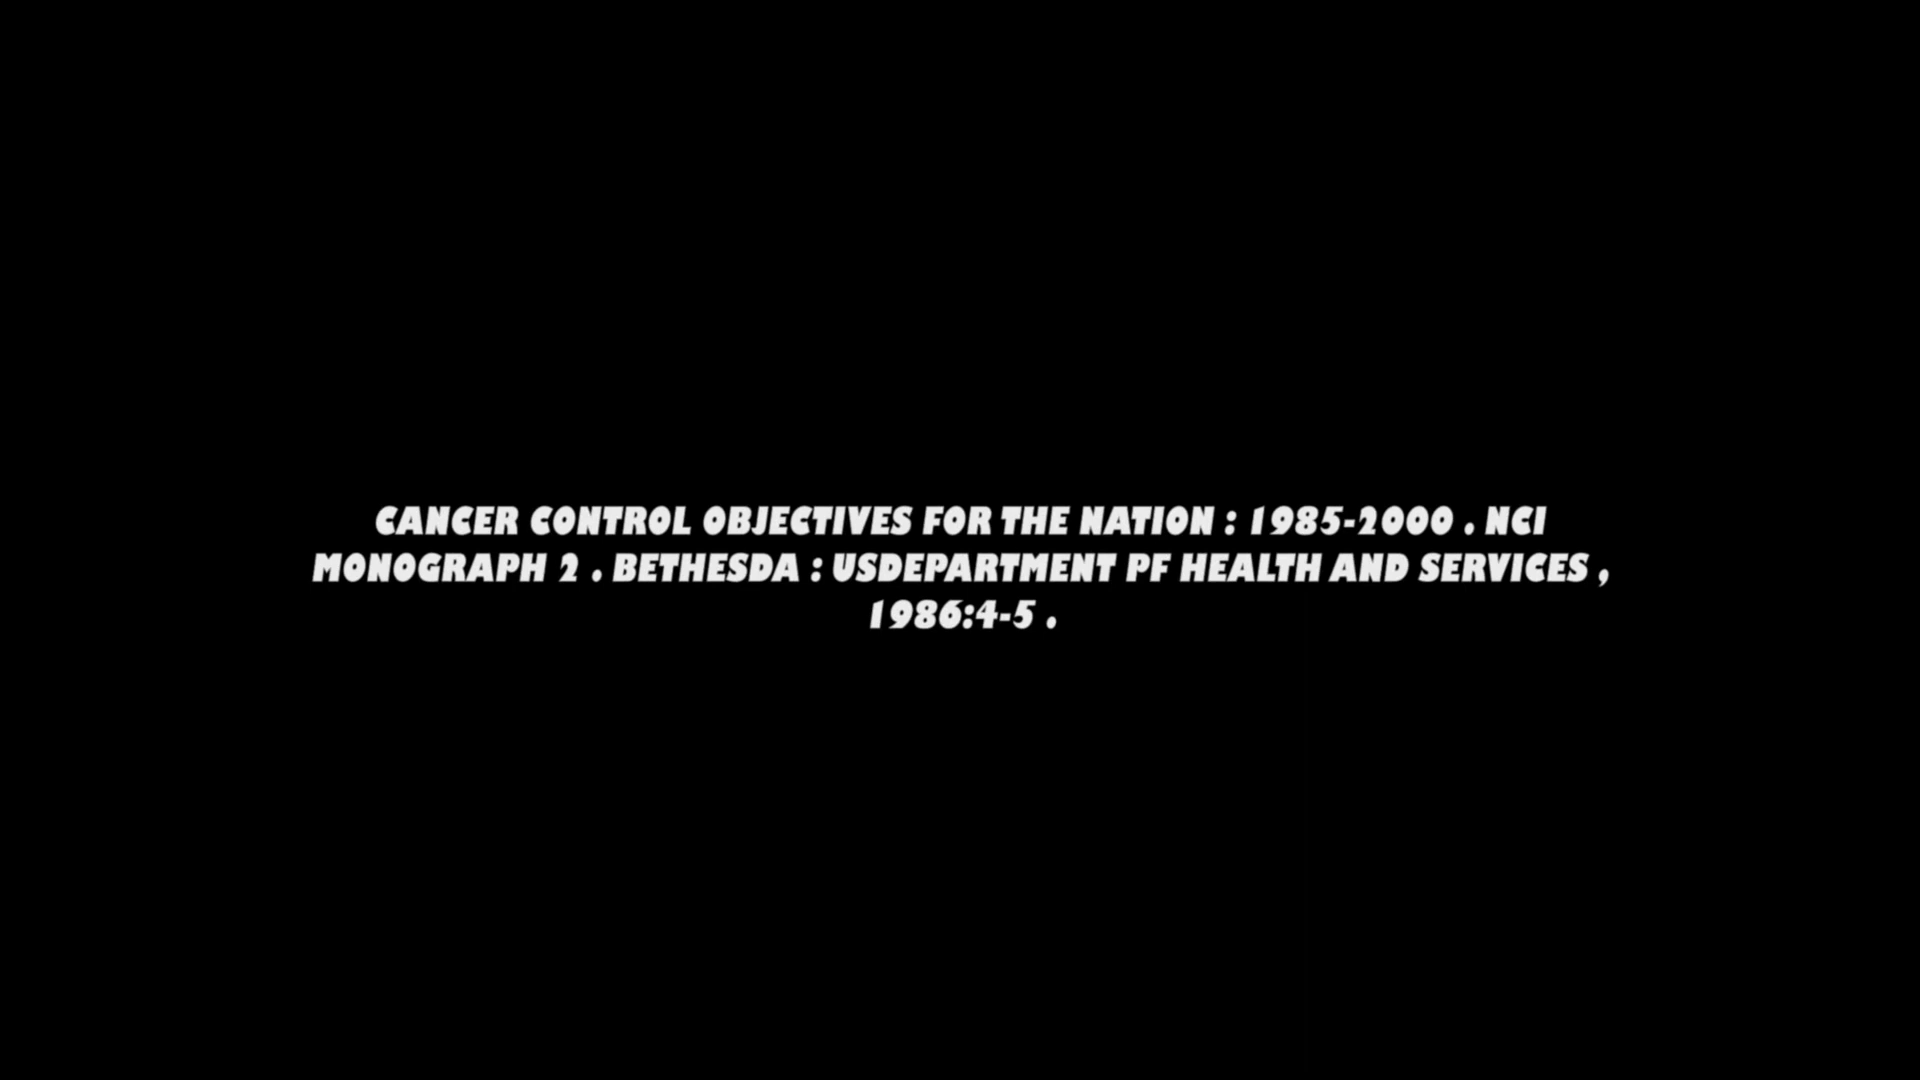 CANCER CONTROL OBJECTIVES FOR THE NATION : 1985-2000 . NCI
MONOGRAPH 2 . BETHESDA : USDEPARTMENT PF HEALTH AND SERVICES ,
1986:4-5 .